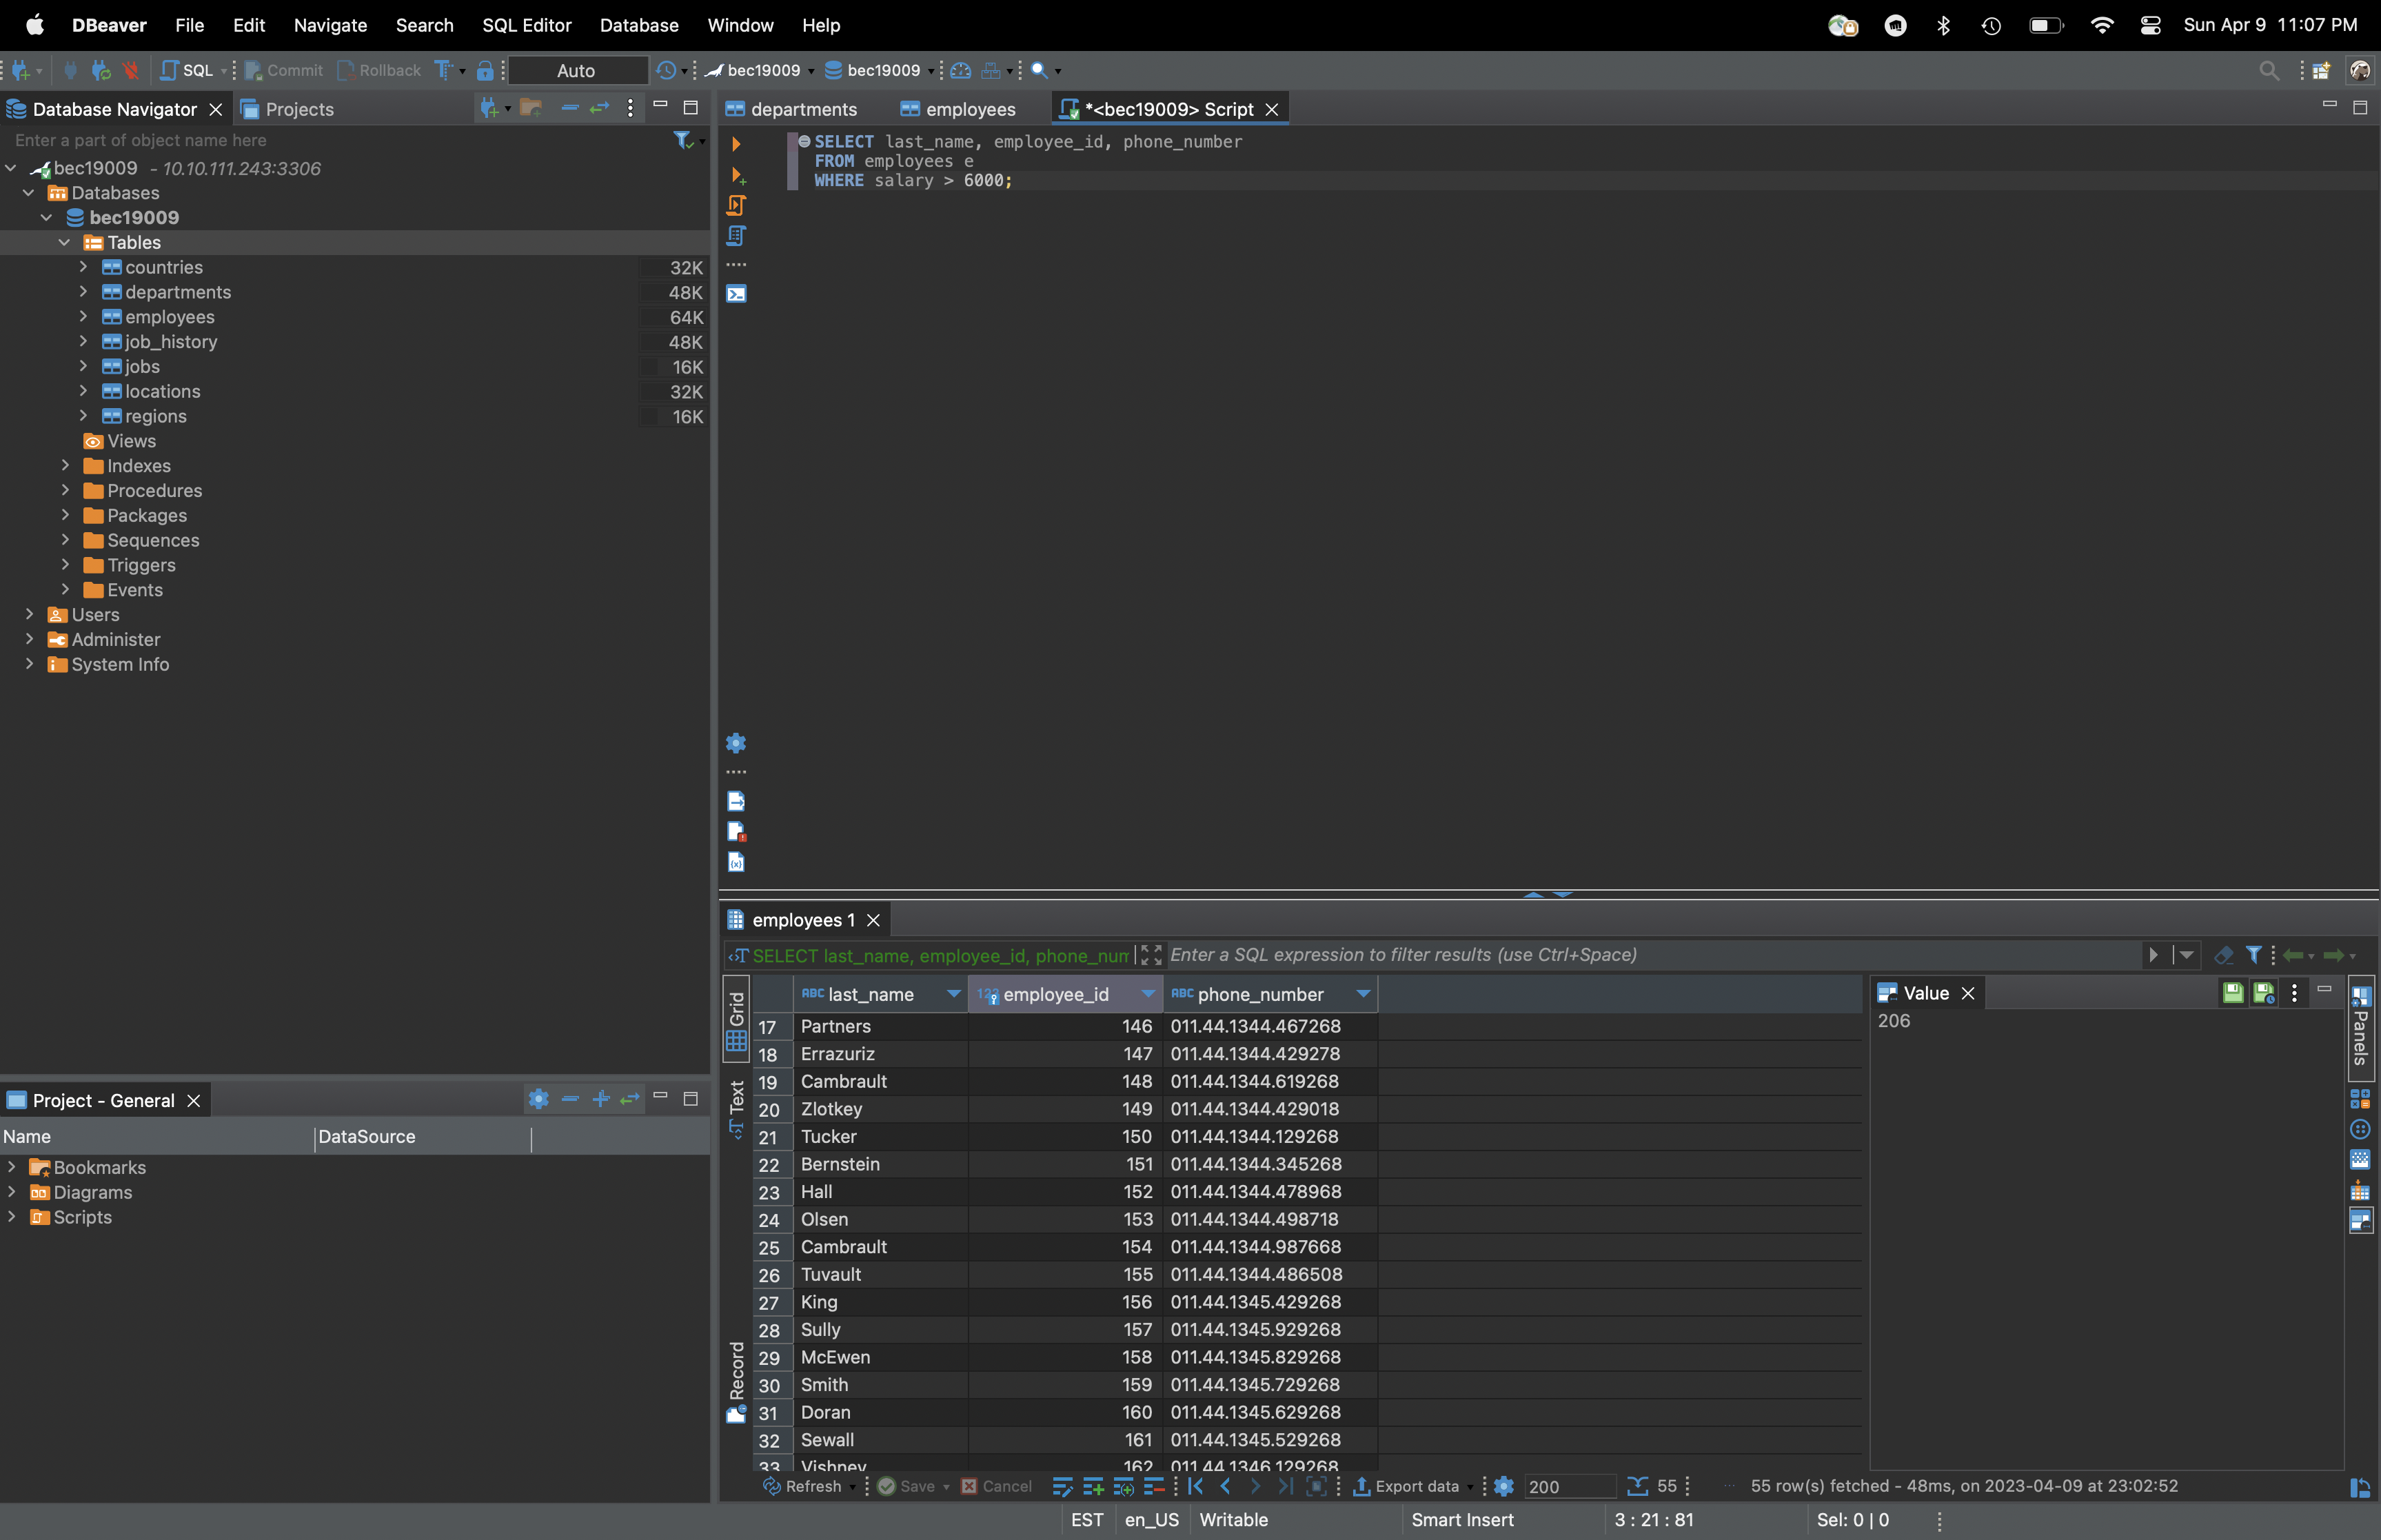 DBeaver File Edit Navigate Search SQL Editor Database Window Help Sun Apr 9 11:07 PM
SQL Commit Rollback Auto bec19009 bec19009
Database Navigator Projects
Enter a part of object name here
bec19009 - 10.10.111.243:3306
Databases
bec19009
Tables
countries 32K
departments 48K
employees 64K
job_history 48K
jobs 16K
locations 32K
regions 16K
Views
Indexes
Procedures
Packages
Sequences
Triggers
Events
Users
Administer
System Info
Project - General
Name DataSource
Bookmarks
Diagrams
Scripts
departments employees *<bec19009> Script
SELECT last_name, employee_id, phone_number
FROM employees e
WHERE salary > 6000;
employees 1
SELECT last_name, employee_id, phone_num Enter a SQL expression to filter results (use Ctrl+Space)
Grid
Text
Record
ABC last_name 123 employee_id ABC phone_number
17 Partners 146 011.44.1344.467268
18 Errazuriz 147 011.44.1344.429278
19 Cambrault 148 011.44.1344.619268
20 Zlotkey 149 011.44.1344.429018
21 Tucker 150 011.44.1344.129268
22 Bernstein 151 011.44.1344.345268
23 Hall 152 011.44.1344.478968
24 Olsen 153 011.44.1344.498718
25 Cambrault 154 011.44.1344.987668
26 Tuvault 155 011.44.1344.486508
27 King 156 011.44.1345.429268
28 Sully 157 011.44.1345.929268
29 McEwen 158 011.44.1345.829268
30 Smith 159 011.44.1345.729268
31 Doran 160 011.44.1345.629268
32 Sewall 161 011.44.1345.529268
33 Vishney 162 011.44.1346.129268
Value
206
Panels
Refresh Save Cancel Export data 200 55 55 row(s) fetched - 48ms, on 2023-04-09 at 23:02:52
EST en_US Writable Smart Insert 3 : 21 : 81 Sel: 0 | 0